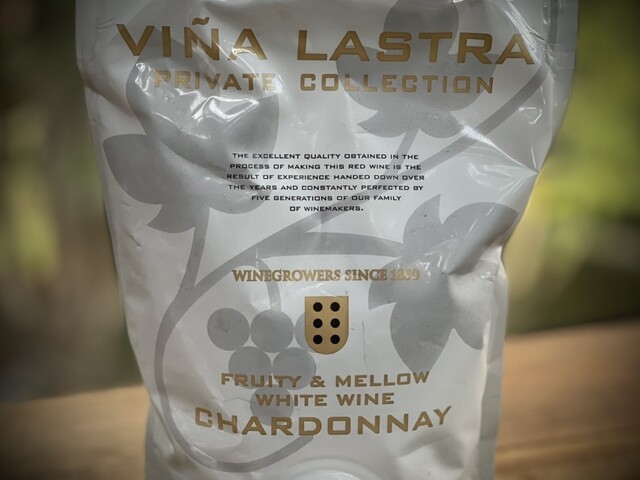 VIÑA LASTRA
PRIVATE COLLECTION
THE EXCELLENT QUALITY OBTAINED IN THE
PROCESS OF MAKING THIS RED WINE IS THE
RESULT OF EXPERIENCE HANDED DOWN OVER
THE YEARS AND CONSTANTLY PERFECTED BY
FIVE GENERATIONS OF OUR FAMILY
OF WINEMAKERS.
WINEGROWERS SINCE
FRUITY & MELLOW
WHITE WINE
CHARDONNAY